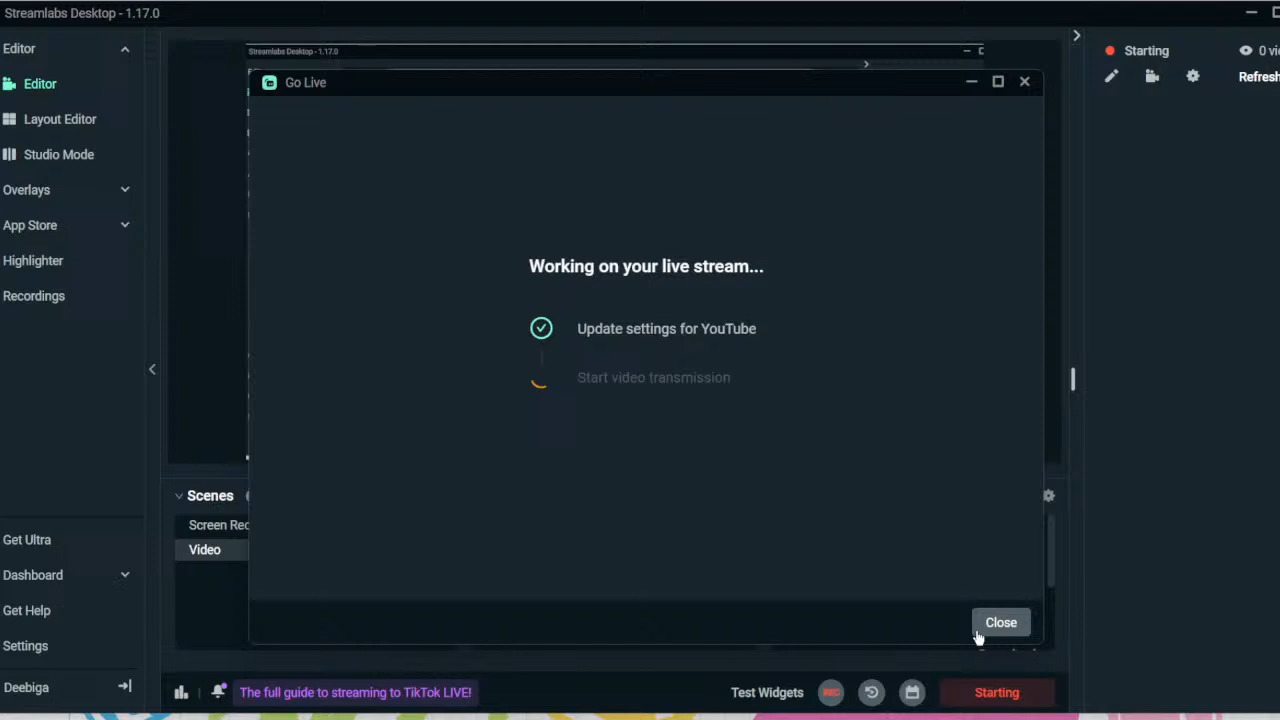 Streamlabs Desktop - 1.17.0
Editor
Editor
Layout Editor
Studio Mode
Overlays
App Store
Highlighter
Recordings
Get Ultra
Dashboard
Get Help
Settings
Deebiga
Streamlabs Desktop - 1.17.0
Go Live
Working on your live stream...
Update settings for YouTube
Start video transmission
Close
Scenes
Screen Rec
Video
The full guide to streaming to TikTok LIVE!
Test Widgets
REC
Starting
Starting
0 vie
Refresh